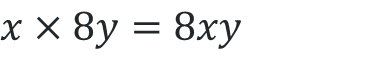 x × 8y = 8xy